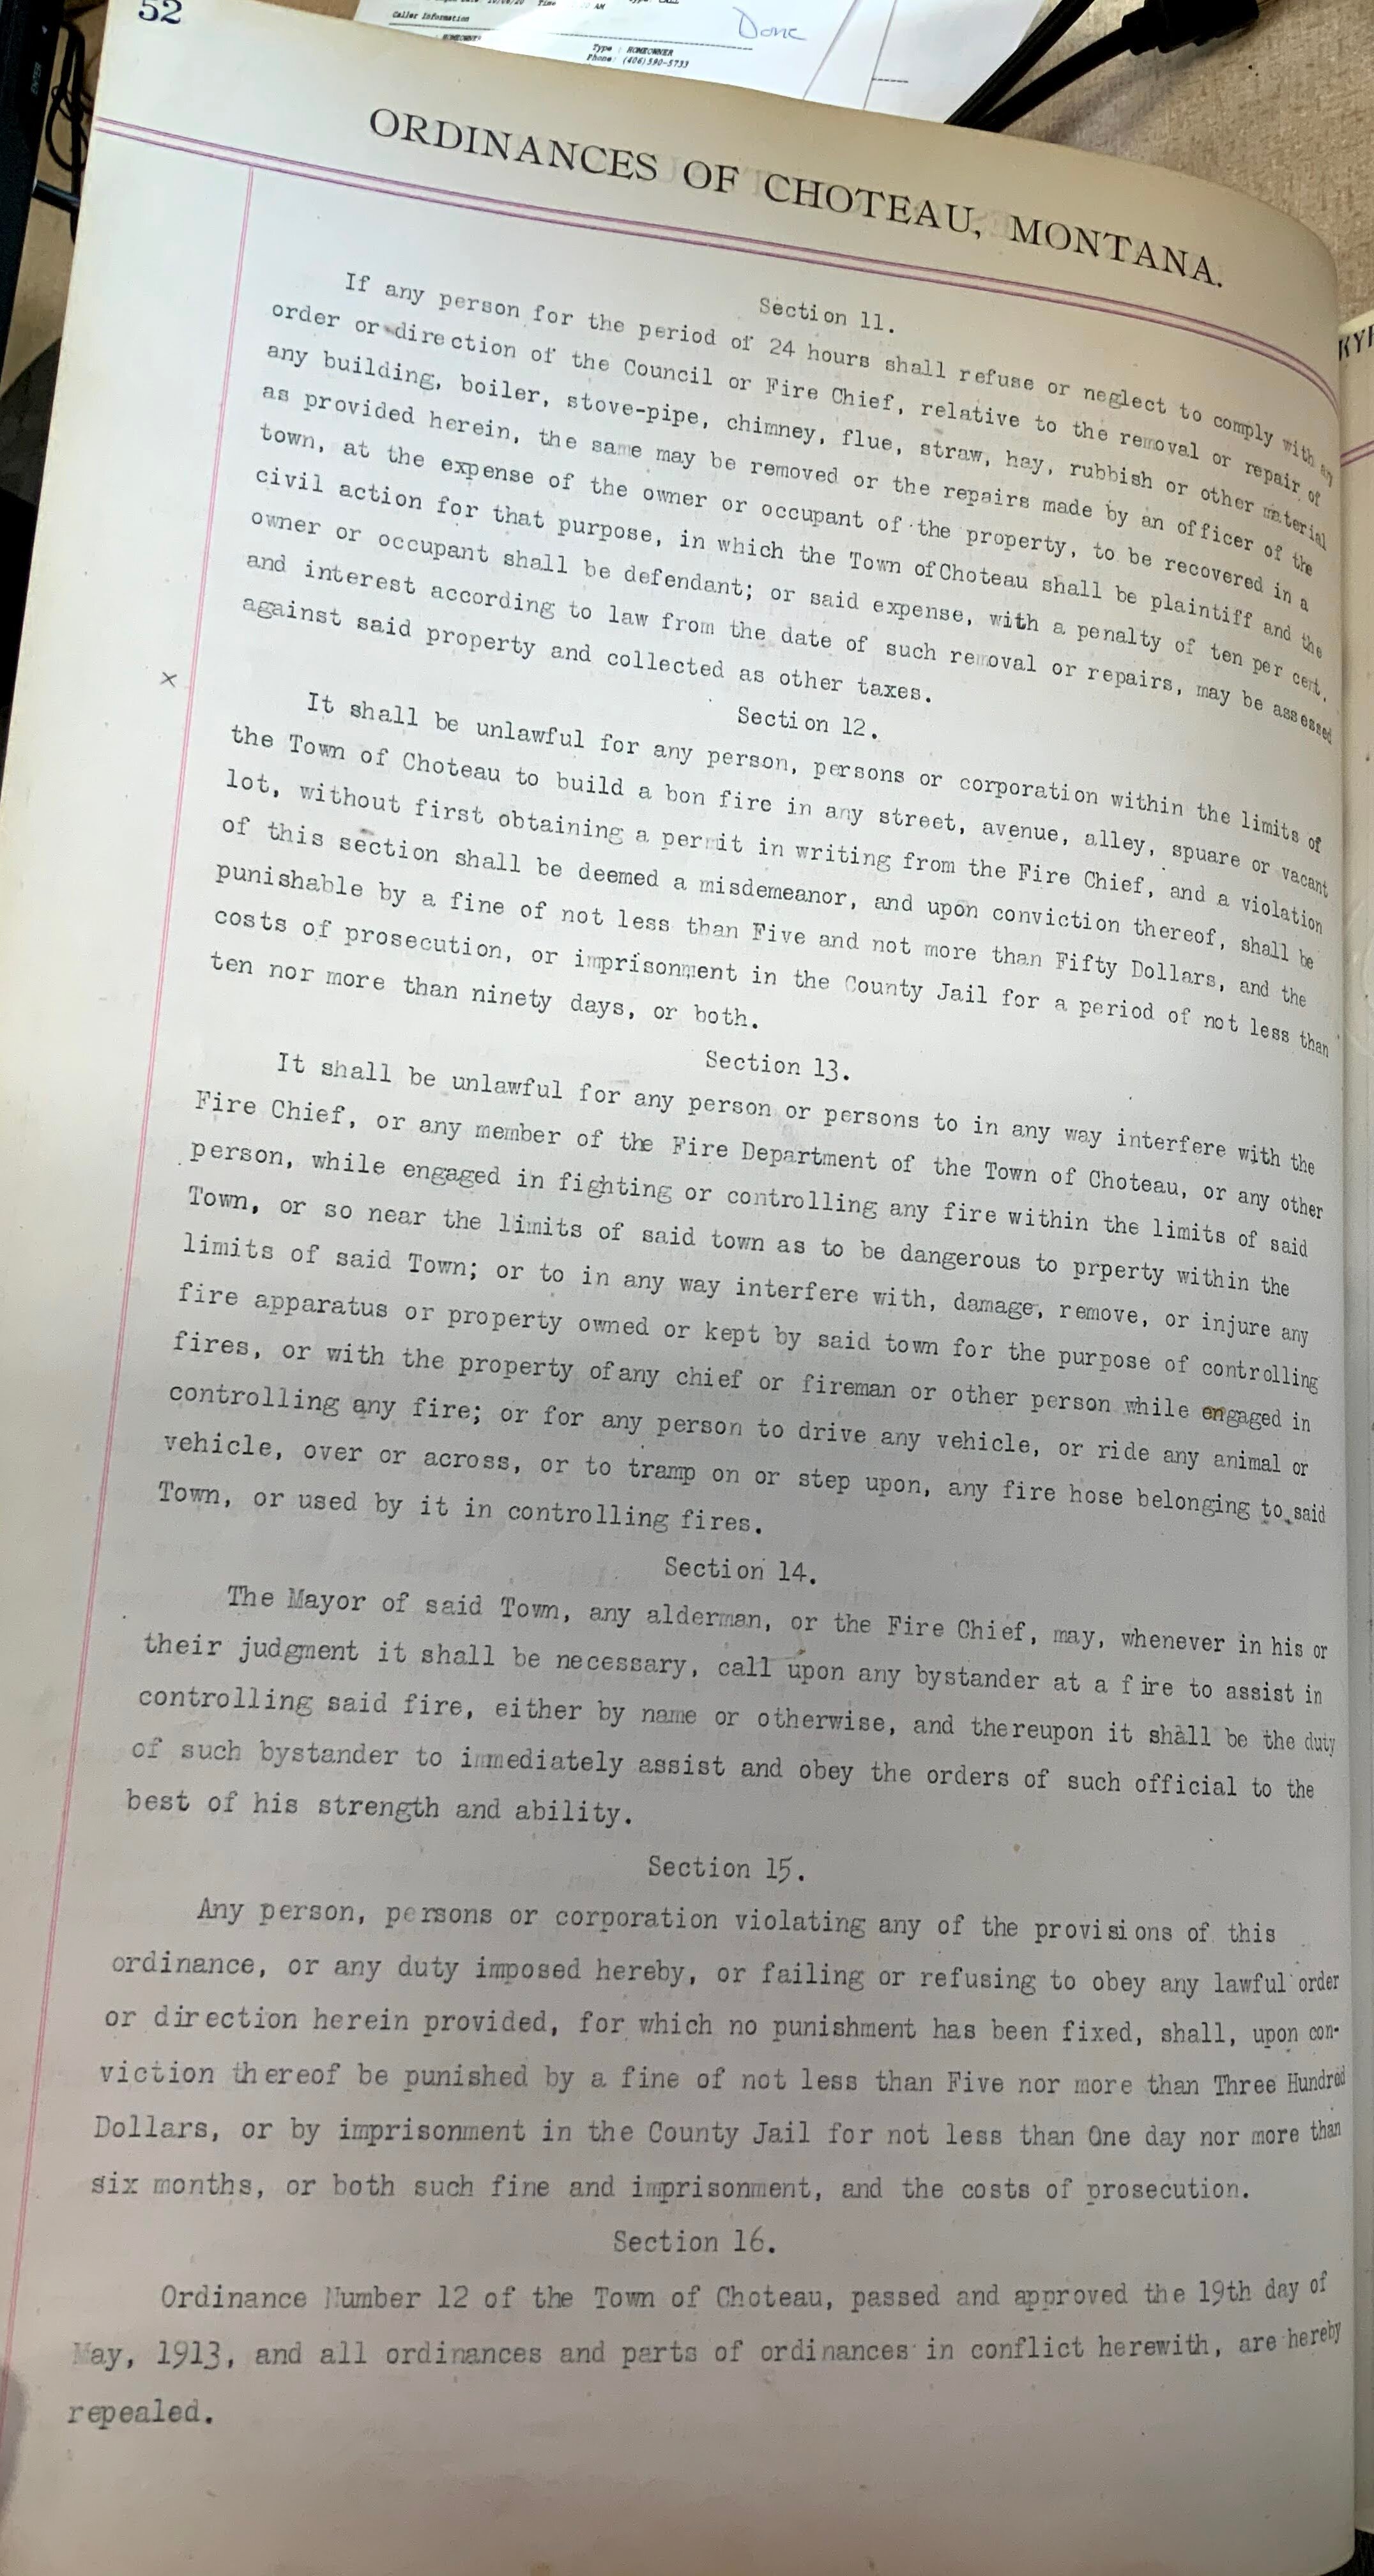 52
Caller Information
Done
Type : HOMEOWNER
Phone: (406)590-5733
ENTER
ORDINANCES OF CHOTEAU, MONTANA.
Section 11.
If any person for the period of 24 hours shall refuse or neglect to comply with any
order or direction of the Council or Fire Chief, relative to the removal or repair of
any building, boiler, stove-pipe, chimney, flue, straw, hay, rubbish or other material
as provided herein, the same may be removed or the repairs made by an officer of the
town, at the expense of the owner or occupant of the property, to be recovered in a
civil action for that purpose, in which the Town of Choteau shall be plaintiff and the
owner or occupant shall be defendant; or said expense, with a penalty of ten per cent.
and interest according to law from the date of such removal or repairs, may be assessed
against said property and collected as other taxes.
x
Section 12.
It shall be unlawful for any person, persons or corporation within the limits of
the Town of Choteau to build a bon fire in any street, avenue, alley, spuare or vacant
lot, without first obtaining a permit in writing from the Fire Chief, and a violation
of this section shall be deemed a misdemeanor, and upon conviction thereof, shall be
punishable by a fine of not less than Five and not more than Fifty Dollars, and the
costs of prosecution, or imprisonment in the County Jail for a period of not less than
ten nor more than ninety days, or both.
Section 13.
It shall be unlawful for any person or persons to in any way interfere with the
Fire Chief, or any member of the Fire Department of the Town of Choteau, or any other
person, while engaged in fighting or controlling any fire within the limits of said
Town, or so near the limits of said town as to be dangerous to prperty within the
limits of said Town; or to in any way interfere with, damage, remove, or injure any
fire apparatus or property owned or kept by said town for the purpose of controlling
fires, or with the property of any chief or fireman or other person while engaged in
controlling any fire; or for any person to drive any vehicle, or ride any animal or
vehicle, over or across, or to tramp on or step upon, any fire hose belonging to said
Town, or used by it in controlling fires.
Section 14.
The Mayor of said Town, any alderman, or the Fire Chief, may, whenever in his or
their judgment it shall be necessary, call upon any bystander at a fire to assist in
controlling said fire, either by name or otherwise, and thereupon it shall be the duty
of such bystander to immediately assist and obey the orders of such official to the
best of his strength and ability.
Section 15.
Any person, persons or corporation violating any of the provisions of this
ordinance, or any duty imposed hereby, or failing or refusing to obey any lawful order
or direction herein provided, for which no punishment has been fixed, shall, upon con-
viction thereof be punished by a fine of not less than Five nor more than Three Hundred
Dollars, or by imprisonment in the County Jail for not less than One day nor more than
six months, or both such fine and imprisonment, and the costs of prosecution.
Section 16.
Ordinance Number 12 of the Town of Choteau, passed and approved the 19th day of
May, 1913, and all ordinances and parts of ordinances in conflict herewith, are hereby
repealed.